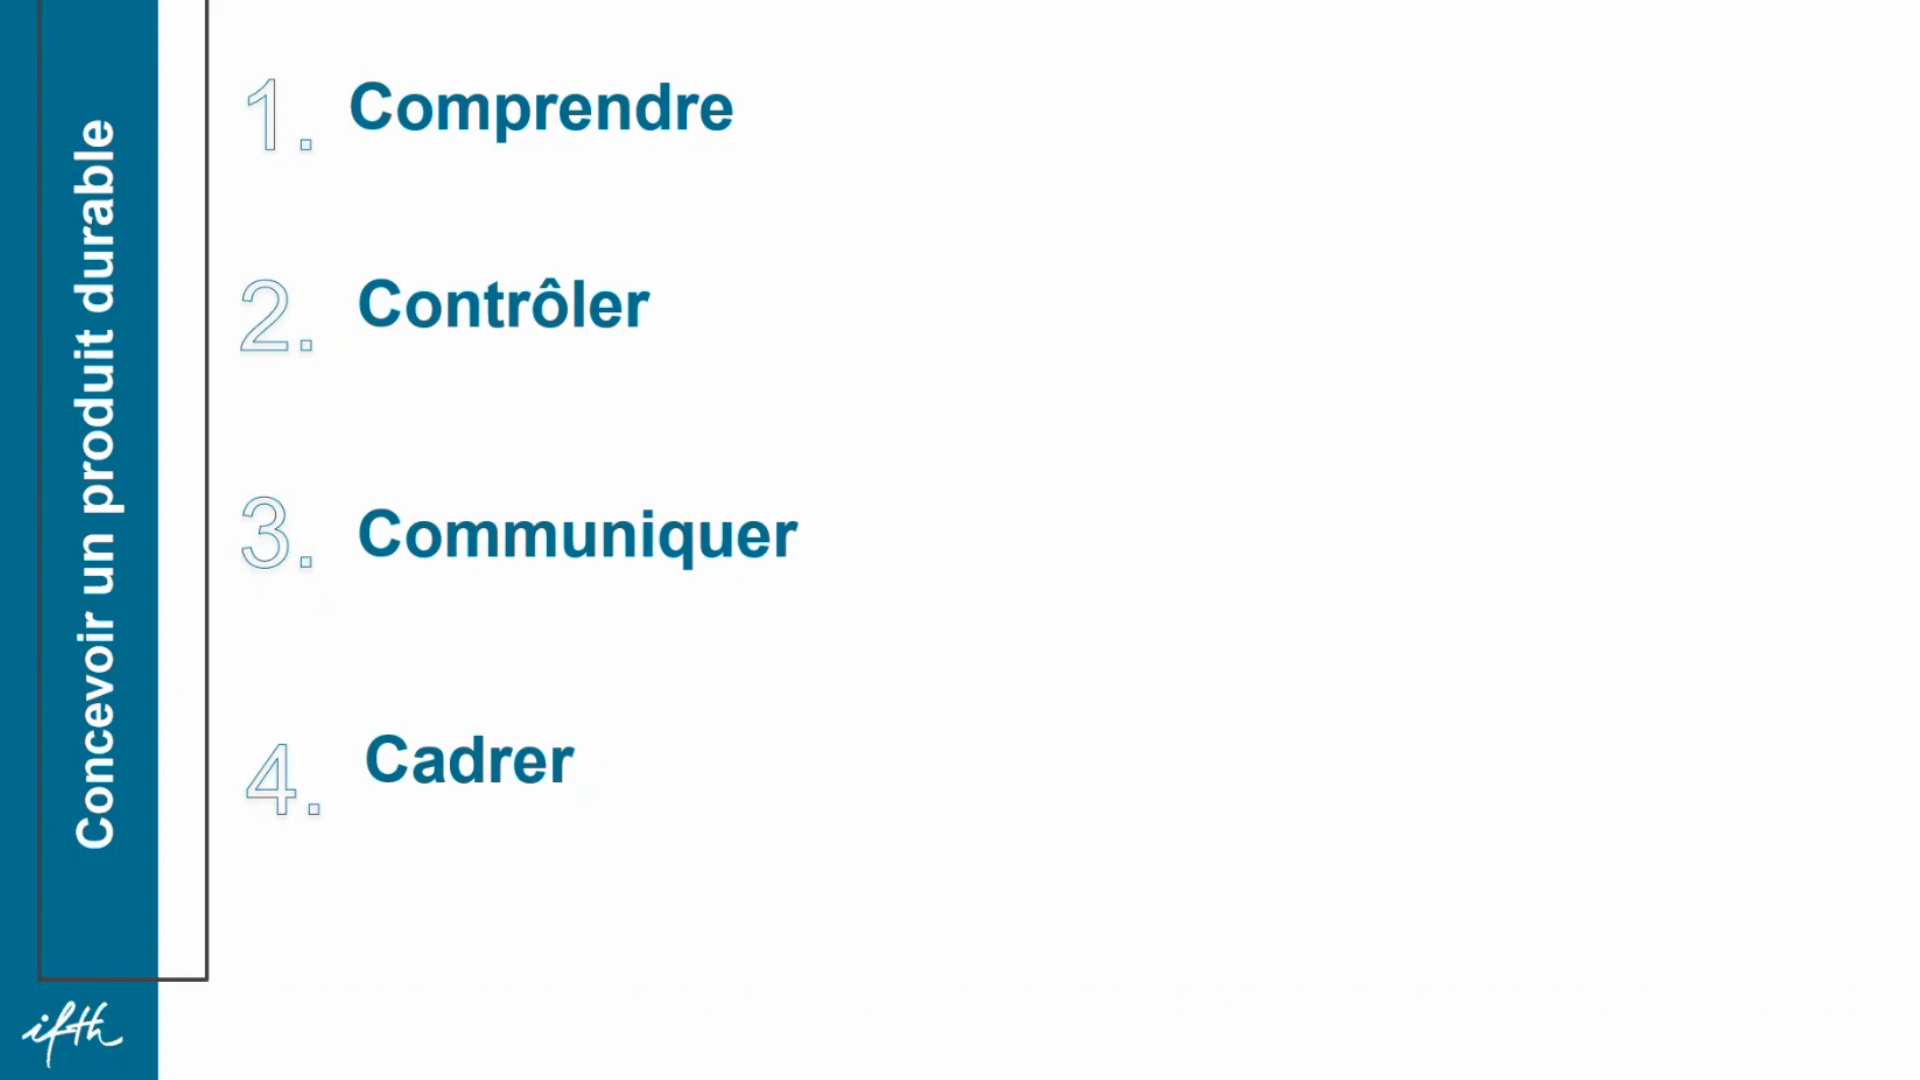 Concevoir un produit durable
1. Comprendre
2. Contrôler
3. Communiquer
4. Cadrer
ifth